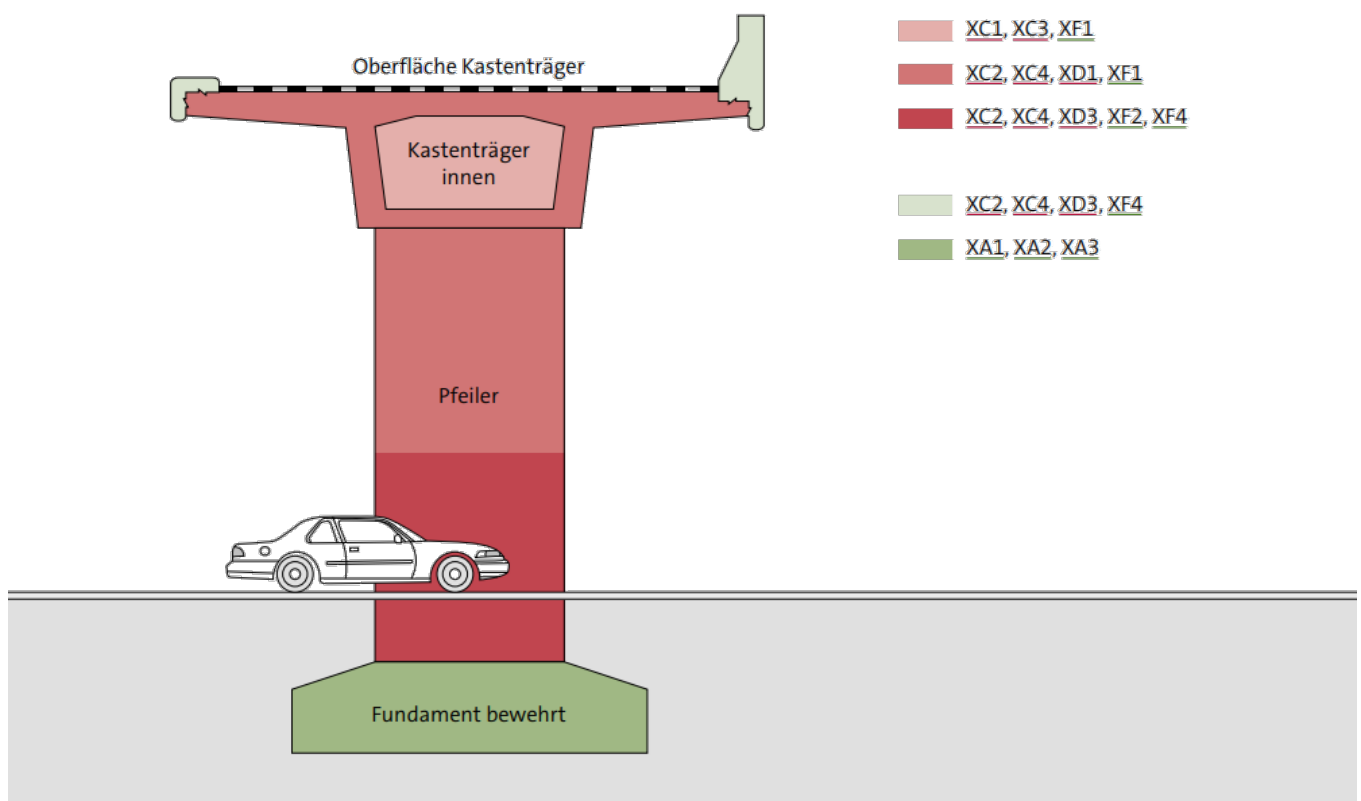 Oberfläche Kastenträger
Kastenträger
innen
Pfeiler
Fundament bewehrt
XC1, XC3, XF1
XC2, XC4, XD1, XF1
XC2, XC4, XD3, XF2, XF4
XC2, XC4, XD3, XF4
XA1, XA2, XA3